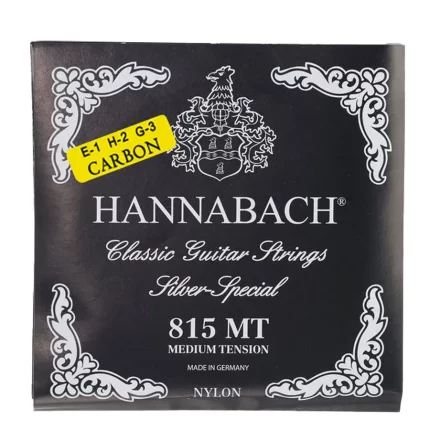 E-1 H-2 G-3
CARBON
HANNABACH®
Classic Guitar Strings
Silver-Special
815 MT
MEDIUM TENSION
MADE IN GERMANY
NYLON